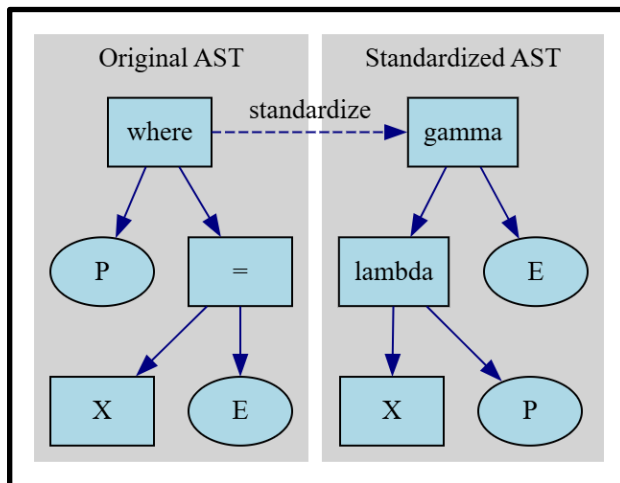 Original AST
Standardized AST
standardize
where
gamma
P
=
lambda
E
X
E
X
P